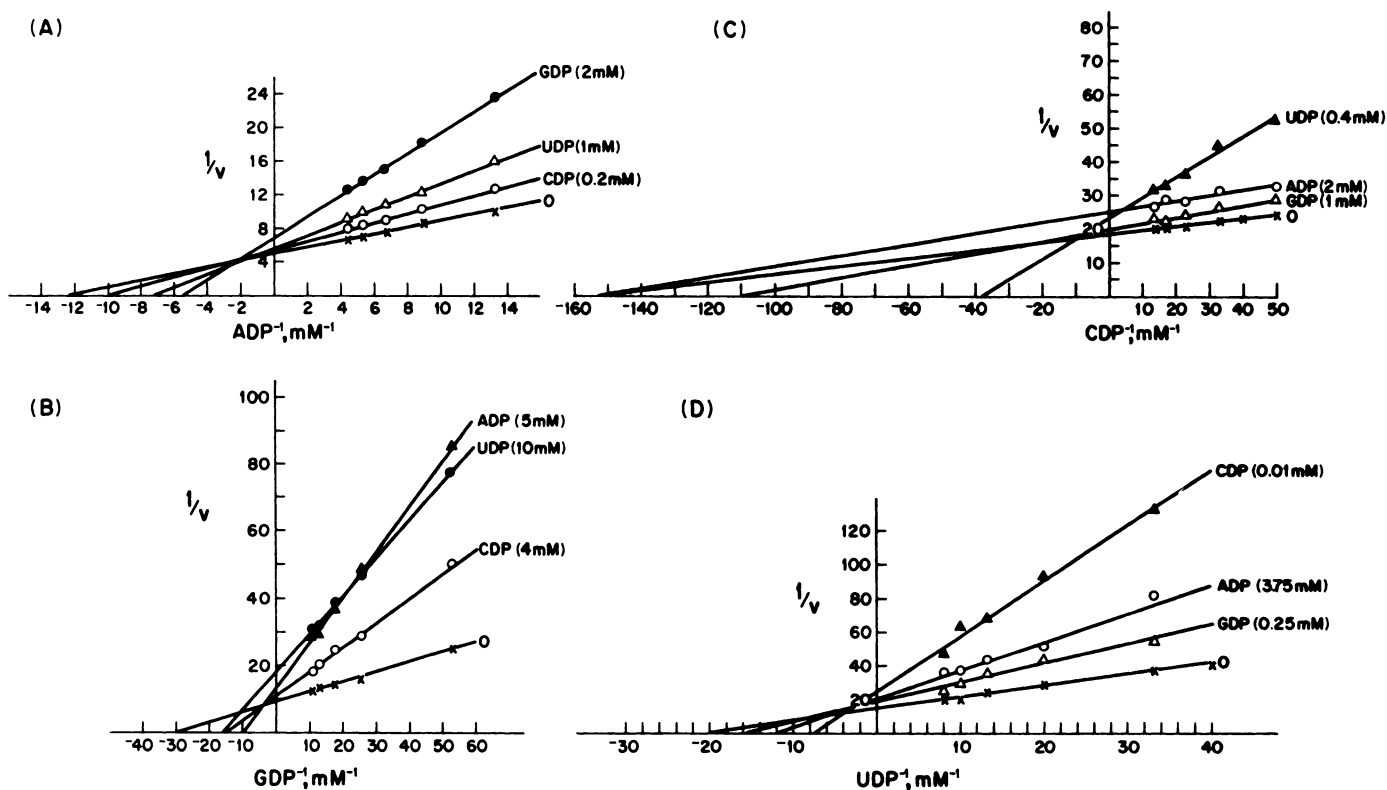 (A)
GDP (2mM)
UDP (1mM)
CDP (0.2mM)
0
1/v
24
20
16
12
8
4
-14 -12 -10 -8 -6 -4 -2 2 4 6 8 10 12 14
ADP⁻¹, mM⁻¹
(C)
UDP (0.4mM)
ADP (2mM)
GDP (1mM)
0
1/v
80
70
60
50
40
30
20
10
-160 -140 -120 -100 -80 -60 -40 -20 10 20 30 40 50
CDP⁻¹, mM⁻¹
(B)
ADP (5mM)
UDP (10mM)
CDP (4mM)
0
1/v
100
80
60
40
20
-40 -30 -20 -10 10 20 30 40 50 60
GDP⁻¹, mM⁻¹
(D)
CDP (0.01mM)
ADP (3.75mM)
GDP (0.25mM)
0
1/v
120
100
80
60
40
20
-30 -20 -10 10 20 30 40
UDP⁻¹, mM⁻¹